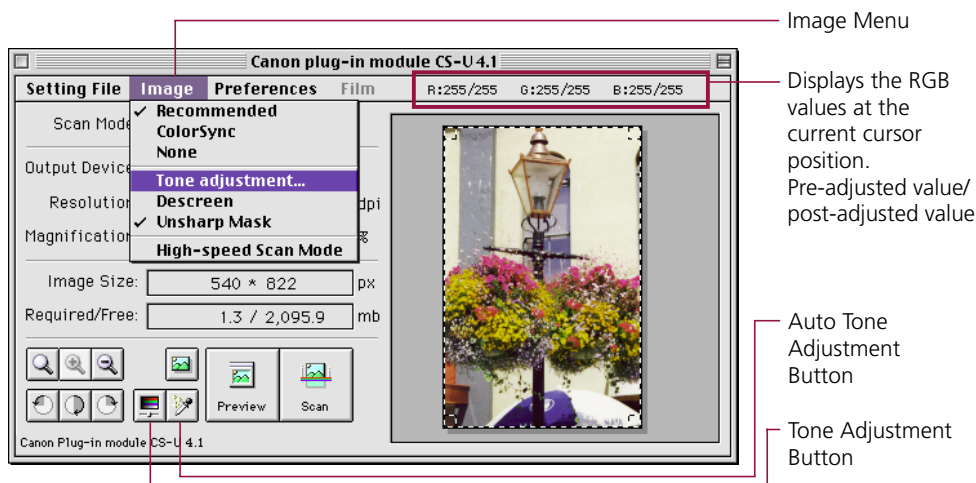 Image Menu
Canon plug-in module CS-U 4.1
Setting File Image Preferences Film R:255/255 G:255/255 B:255/255
Displays the RGB
values at the
current cursor
position.
Pre-adjusted value/
post-adjusted value
✓ Recommended
ColorSync
None
Tone adjustment...
Descreen
✓ Unsharp Mask
High-speed Scan Mode
Scan Mode
Output Device
Resolution dpi
Magnification %
Image Size: 540 * 822 px
Required/Free: 1.3 / 2,095.9 mb
Preview Scan
Canon Plug-in module CS-U 4.1
Auto Tone
Adjustment
Button
Tone Adjustment
Button